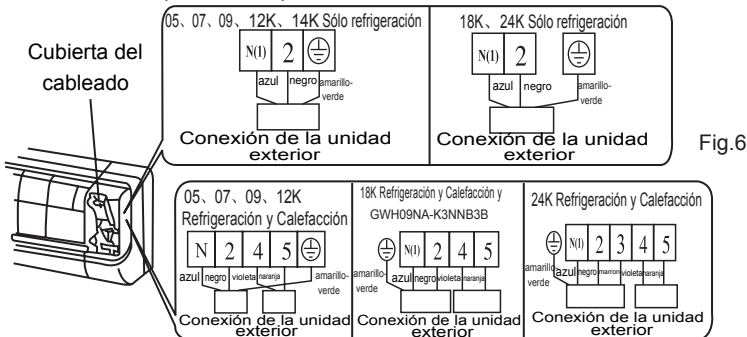 05、07、09、12K、14K Sólo refrigeración
N(1) 2
azul negro amarillo-
verde
Conexión de la unidad
exterior
18K、24K Sólo refrigeración
N(1) 2
azul negro amarillo-
verde
Conexión de la unidad
exterior
Cubierta del
cableado
Fig.6
05、07、09、12K
Refrigeración y Calefacción
N 2 4 5
azul negro violeta naranja amarillo-
verde
Conexión de la unidad
exterior
18K Refrigeración y Calefacción y
GWH09NA-K3NNB3B
N(1) 2 4 5
amarillo-
verde
azul negro violeta naranja
Conexión de la unidad
exterior
24K Refrigeración y Calefacción
N(1) 2 3 4 5
amarillo-
verde
azul negro marron violeta naranja
Conexión de la unidad
exterior